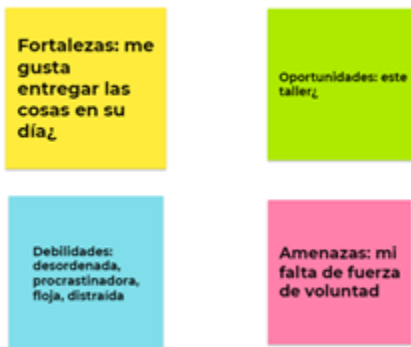 Fortalezas: me
gusta
entregar las
cosas en su
día¿
Oportunidades: este
taller¿
Debilidades:
desordenada,
procrastinadora,
floja, distraída
Amenazas: mi
falta de fuerza
de voluntad